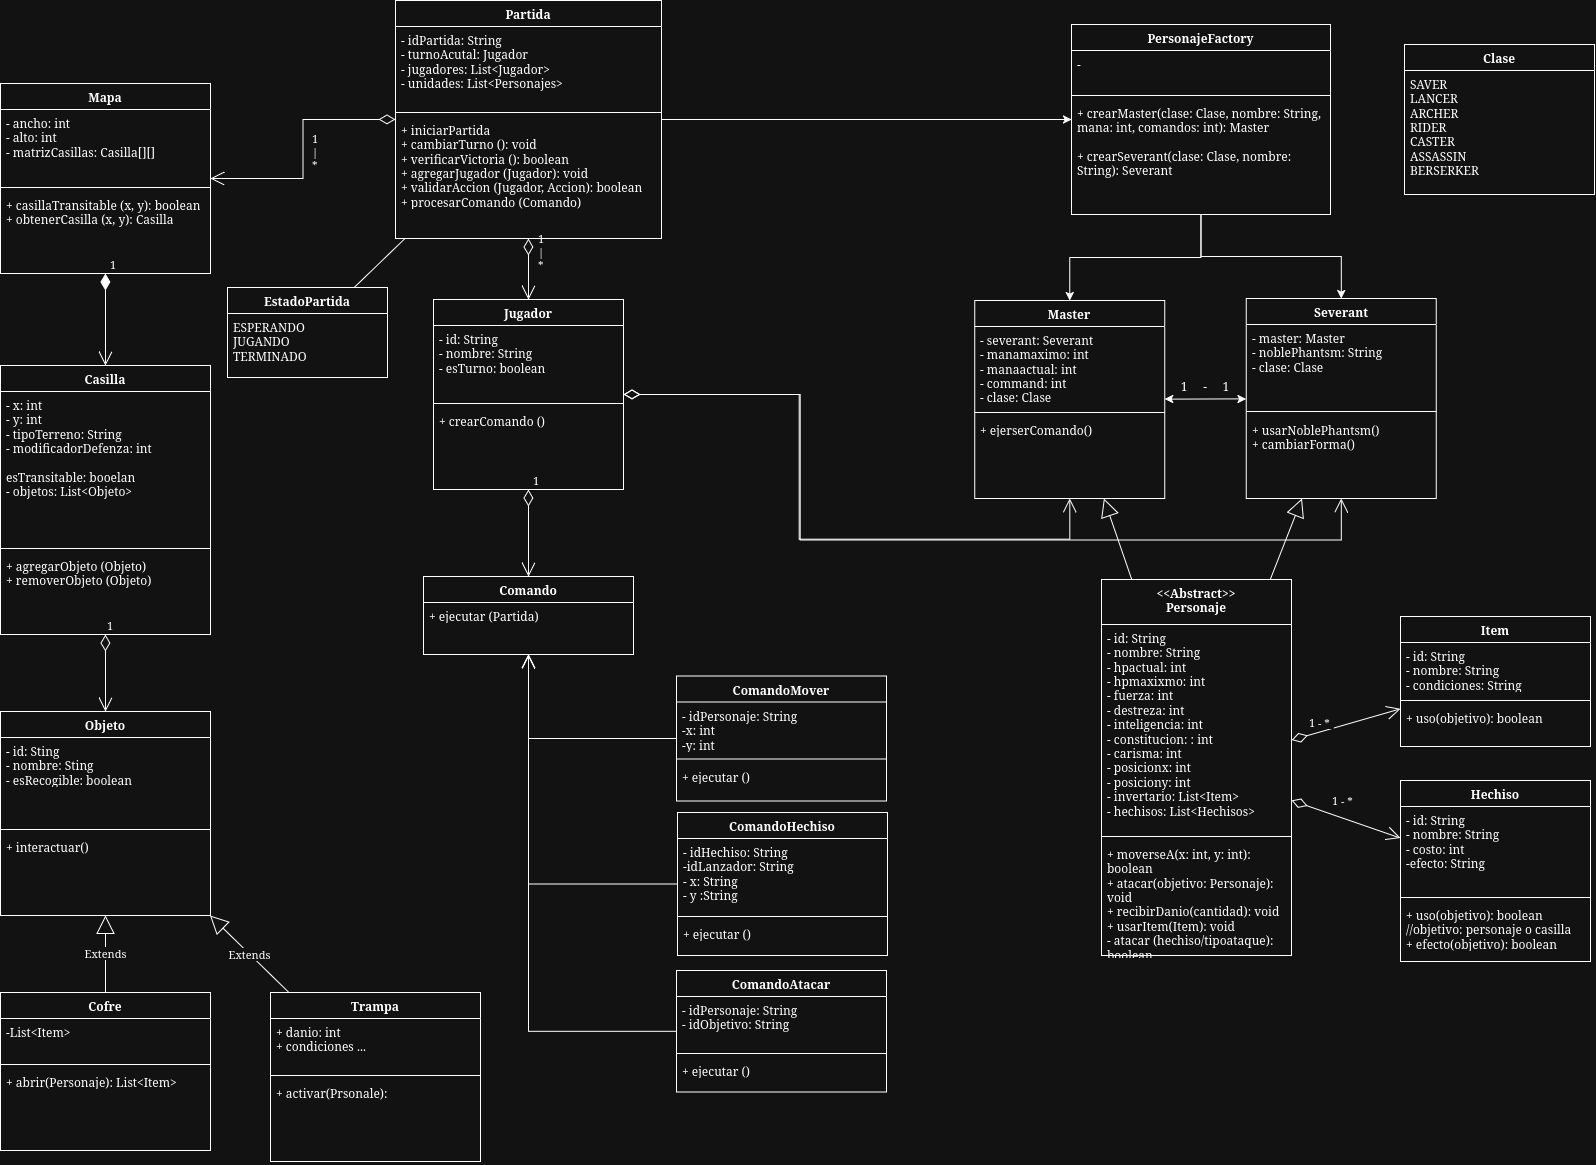 Partida
- idPartida: String
- turnoAcutal: Jugador
- jugadores: List<Jugador>
- unidades: List<Personajes>
+ iniciarPartida
+ cambiarTurno (): void
+ verificarVictoria (): boolean
+ agregarJugador (Jugador): void
+ validarAccion (Jugador, Accion): boolean
+ procesarComando (Comando)
PersonajeFactory
-
+ crearMaster(clase: Clase, nombre: String,
mana: int, comandos: int): Master
+ crearSeverant(clase: Clase, nombre:
String): Severant
Clase
SAVER
LANCER
ARCHER
RIDER
CASTER
ASSASSIN
BERSERKER
Mapa
- ancho: int
- alto: int
- matrizCasillas: Casilla[][]
+ casillaTransitable (x, y): boolean
+ obtenerCasilla (x, y): Casilla
1
|
*
1
|
*
1
EstadoPartida
ESPERANDO
JUGANDO
TERMINADO
Jugador
- id: String
- nombre: String
- esTurno: boolean
+ crearComando ()
1
Master
- severant: Severant
- manamaximo: int
- manaactual: int
- command: int
- clase: Clase
+ ejerserComando()
1 - 1
Severant
- master: Master
- noblePhantsm: String
- clase: Clase
+ usarNoblePhantsm()
+ cambiarForma()
Casilla
- x: int
- y: int
- tipoTerreno: String
- modificadorDefenza: int
esTransitable: booelan
- objetos: List<Objeto>
+ agregarObjeto (Objeto)
+ removerObjeto (Objeto)
1
Comando
+ ejecutar (Partida)
<<Abstract>>
Personaje
- id: String
- nombre: String
- hpactual: int
- hpmaxixmo: int
- fuerza: int
- destreza: int
- inteligencia: int
- constitucion: : int
- carisma: int
- posicionx: int
- posiciony: int
- invertario: List<Item>
- hechisos: List<Hechisos>
+ moverseA(x: int, y: int):
boolean
+ atacar(objetivo: Personaje):
void
+ recibirDanio(cantidad): void
+ usarItem(Item): void
- atacar (hechiso/tipoataque):
boolean
Item
- id: String
- nombre: String
- condiciones: String
+ uso(objetivo): boolean
1 - *
1 - *
Hechiso
- id: String
- nombre: String
- costo: int
-efecto: String
+ uso(objetivo): boolean
//objetivo: personaje o casilla
+ efecto(objetivo): boolean
Objeto
- id: Sting
- nombre: Sting
- esRecogible: boolean
+ interactuar()
ComandoMover
- idPersonaje: String
-x: int
-y: int
+ ejecutar ()
ComandoHechiso
- idHechiso: String
-idLanzador: String
- x: String
- y :String
+ ejecutar ()
ComandoAtacar
- idPersonaje: String
- idObjetivo: String
+ ejecutar ()
Extends
Extends
Cofre
-List<Item>
+ abrir(Personaje): List<Item>
Trampa
+ danio: int
+ condiciones ...
+ activar(Prsonale):